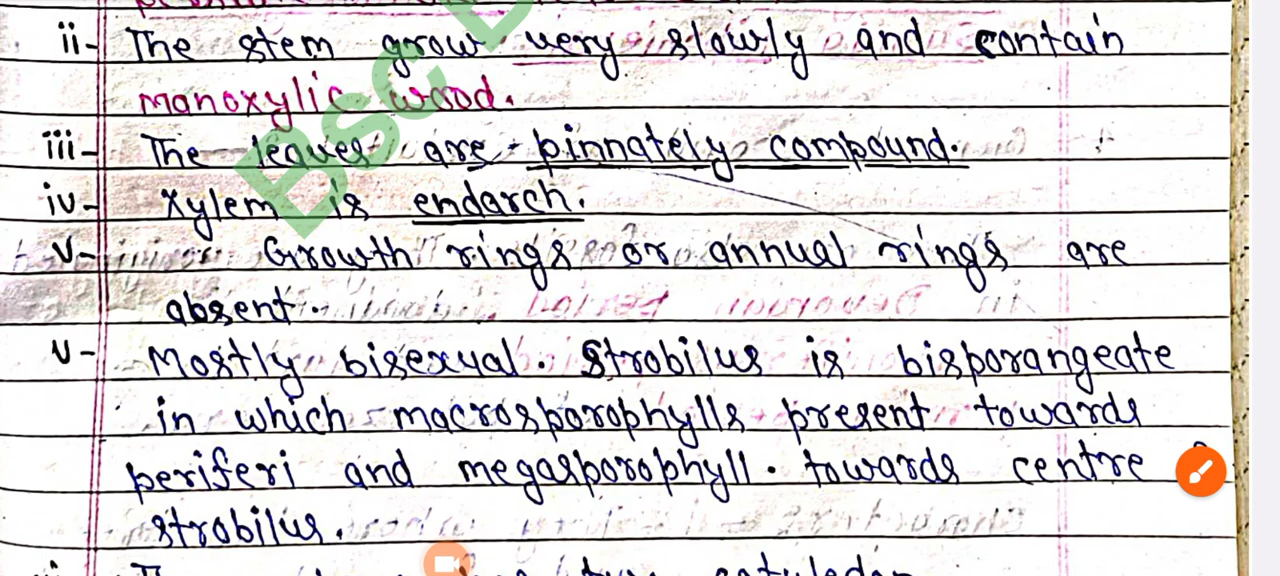 ii- The stem grow very slowly and contain
manoxylic wood.
iii- The leaves are pinnately compound.
iv- Xylem is endarch.
v- Growth rings or annual rings are
absent.
v- Mostly bisexual. Strobilus is bisporangeate
in which macrosporophylls present towards
periferi and megasporophyll. towards centre
strobilus.
Bsc